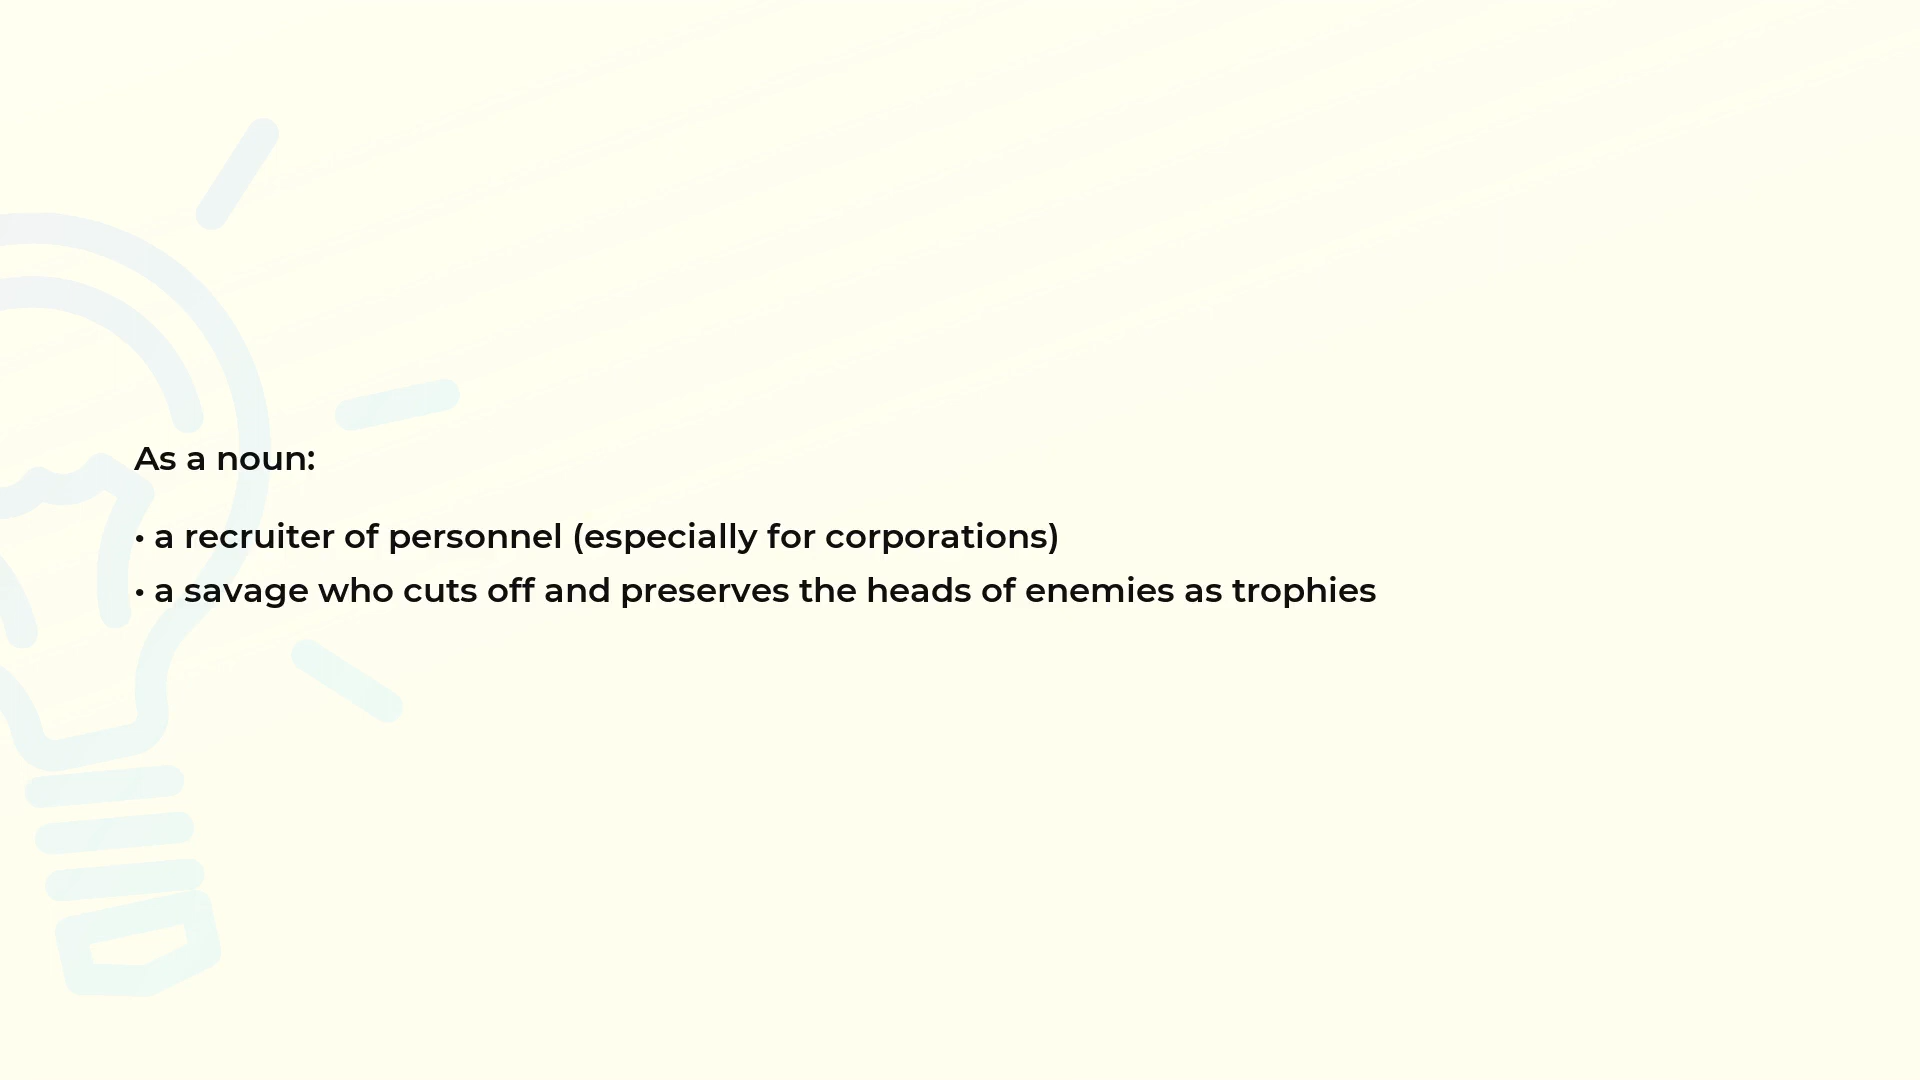 As a noun:
• a recruiter of personnel (especially for corporations)
• a savage who cuts off and preserves the heads of enemies as trophies